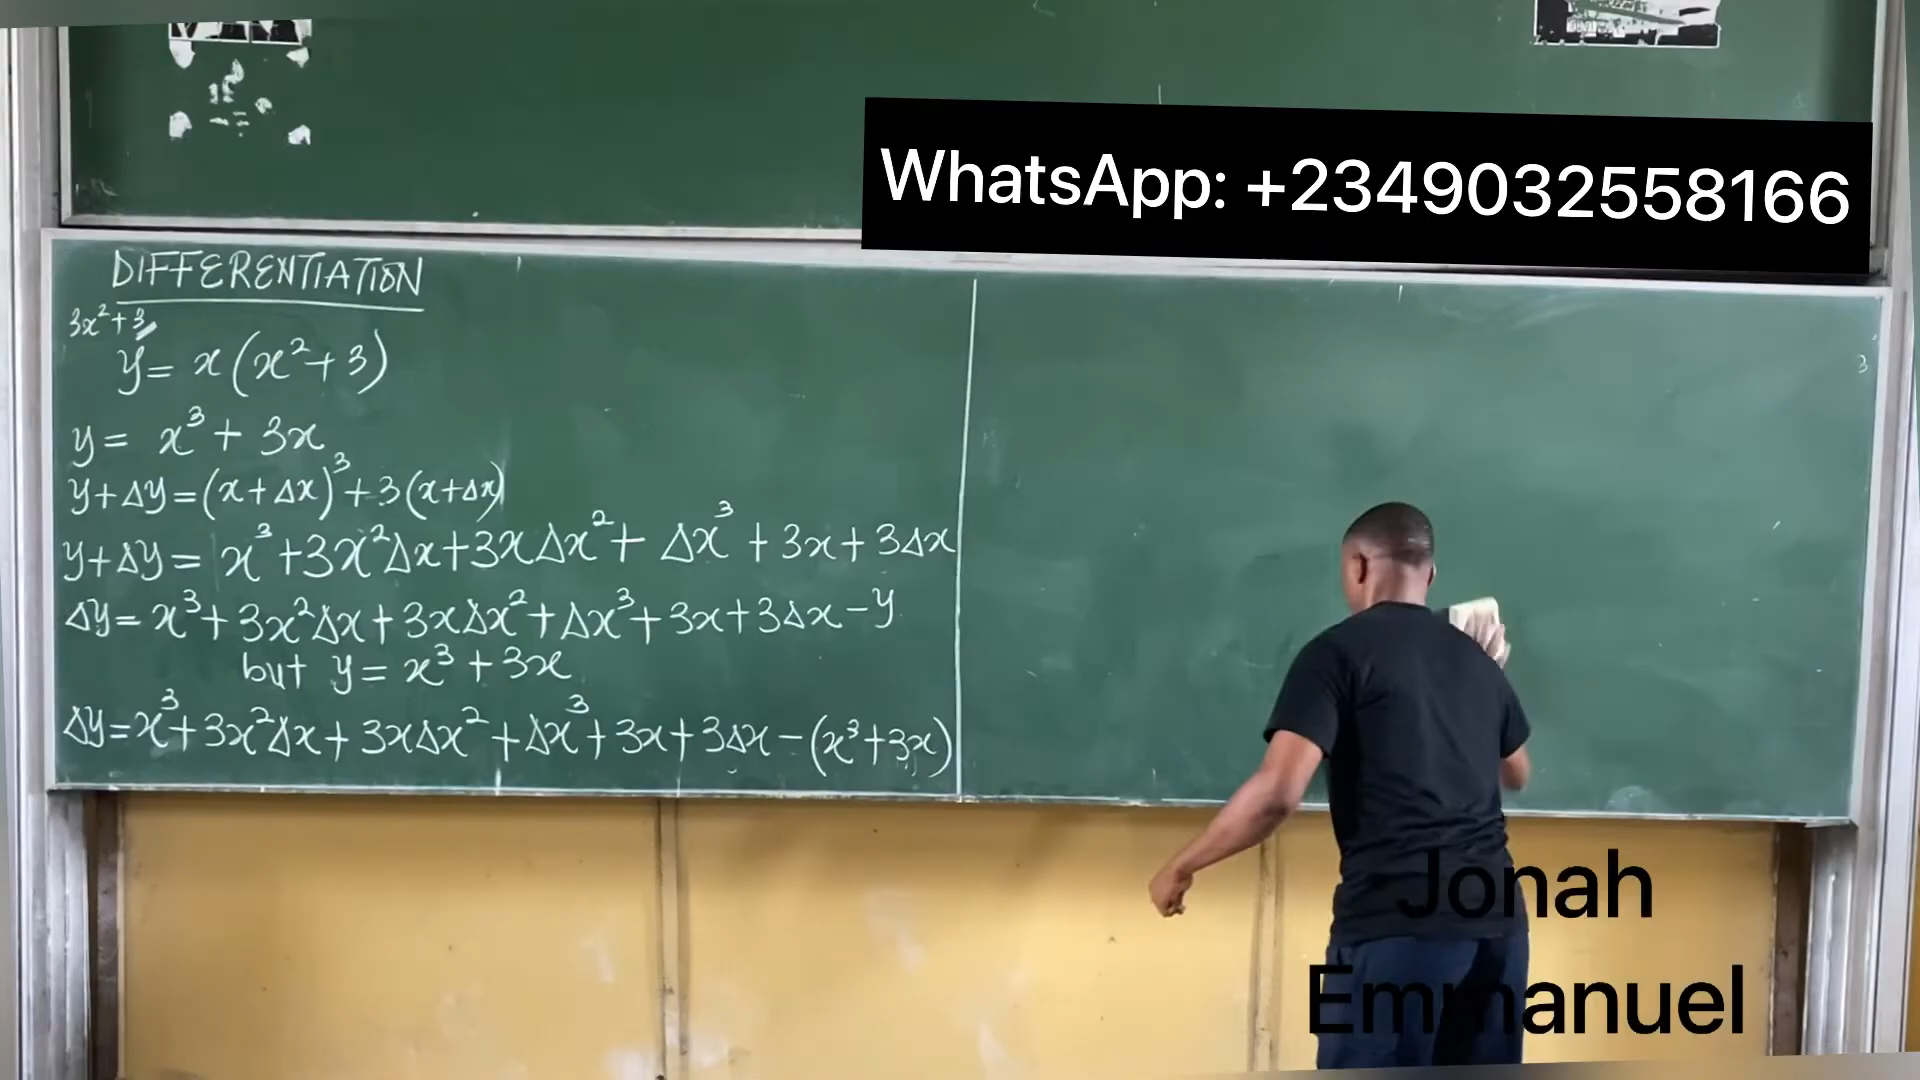 WhatsApp: +2349032558166
DIFFERENTIATION
3x²+3
y= x(x²+3)
y= x³+3x
y+Δy=(x+Δx)³+3(x+Δx)
y+Δy= x³+3x²Δx+3xΔx²+Δx³+3x+3Δx
Δy=x³+3x²Δx+3xΔx²+Δx³+3x+3Δx-y
but y=x³+3x
Δy=x³+3x²Δx+3xΔx²+Δx³+3x+3Δx-(x³+3x)
3
Jonah
Emmanuel